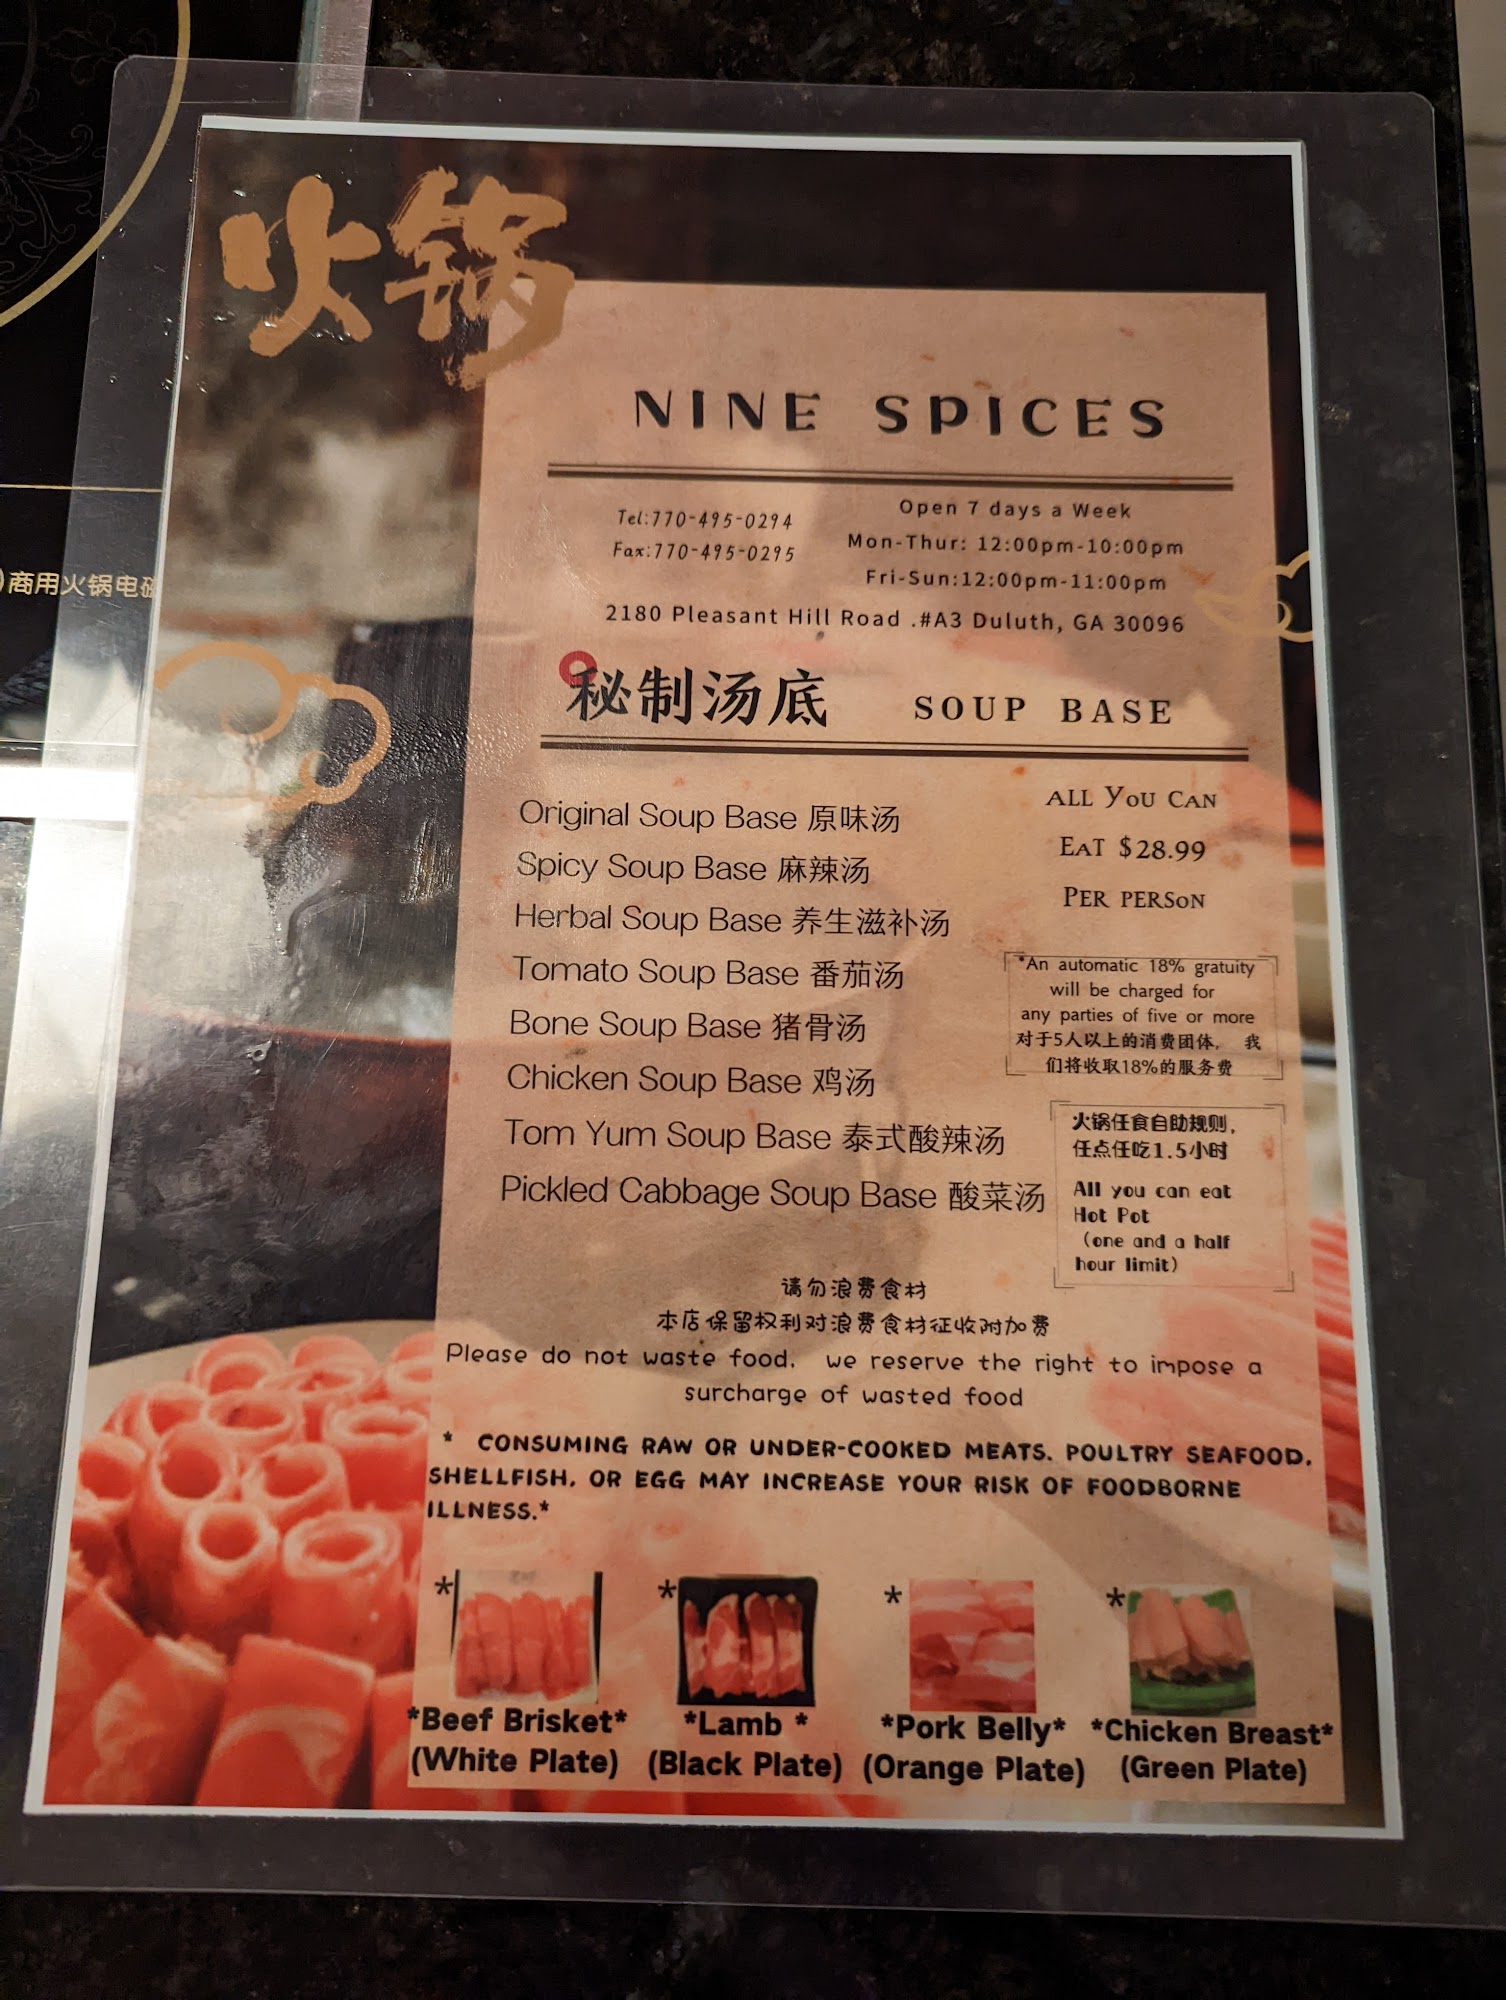 火锅
NINE SPICES
Tel:770-495-0294
Fax:770-495-0295
Open 7 days a Week
Mon-Thur: 12:00pm-10:00pm
Fri-Sun:12:00pm-11:00pm
2180 Pleasant Hill Road .#A3 Duluth, GA 30096
秘制汤底 SOUP BASE
Original Soup Base 原味汤
Spicy Soup Base 麻辣汤
Herbal Soup Base 养生滋补汤
Tomato Soup Base 番茄汤
Bone Soup Base 猪骨汤
Chicken Soup Base 鸡汤
Tom Yum Soup Base 泰式酸辣汤
Pickled Cabbage Soup Base 酸菜汤
ALL YOU CAN
EAT $28.99
PER PERSON
*An automatic 18% gratuity
will be charged for
any parties of five or more
对于5人以上的消费团体, 我
们将收取18%的服务费
火锅任食自助规则,
任点任吃1.5小时
All you can eat
Hot Pot
(one and a half
hour limit)
请勿浪费食材
本店保留权利对浪费食材征收附加费
Please do not waste food. we reserve the right to impose a
surcharge of wasted food
* CONSUMING RAW OR UNDER-COOKED MEATS. POULTRY SEAFOOD.
SHELLFISH. OR EGG MAY INCREASE YOUR RISK OF FOODBORNE
ILLNESS.*
* * * *
*Beef Brisket* *Lamb * *Pork Belly* *Chicken Breast*
(White Plate) (Black Plate) (Orange Plate) (Green Plate)
)商用火锅电